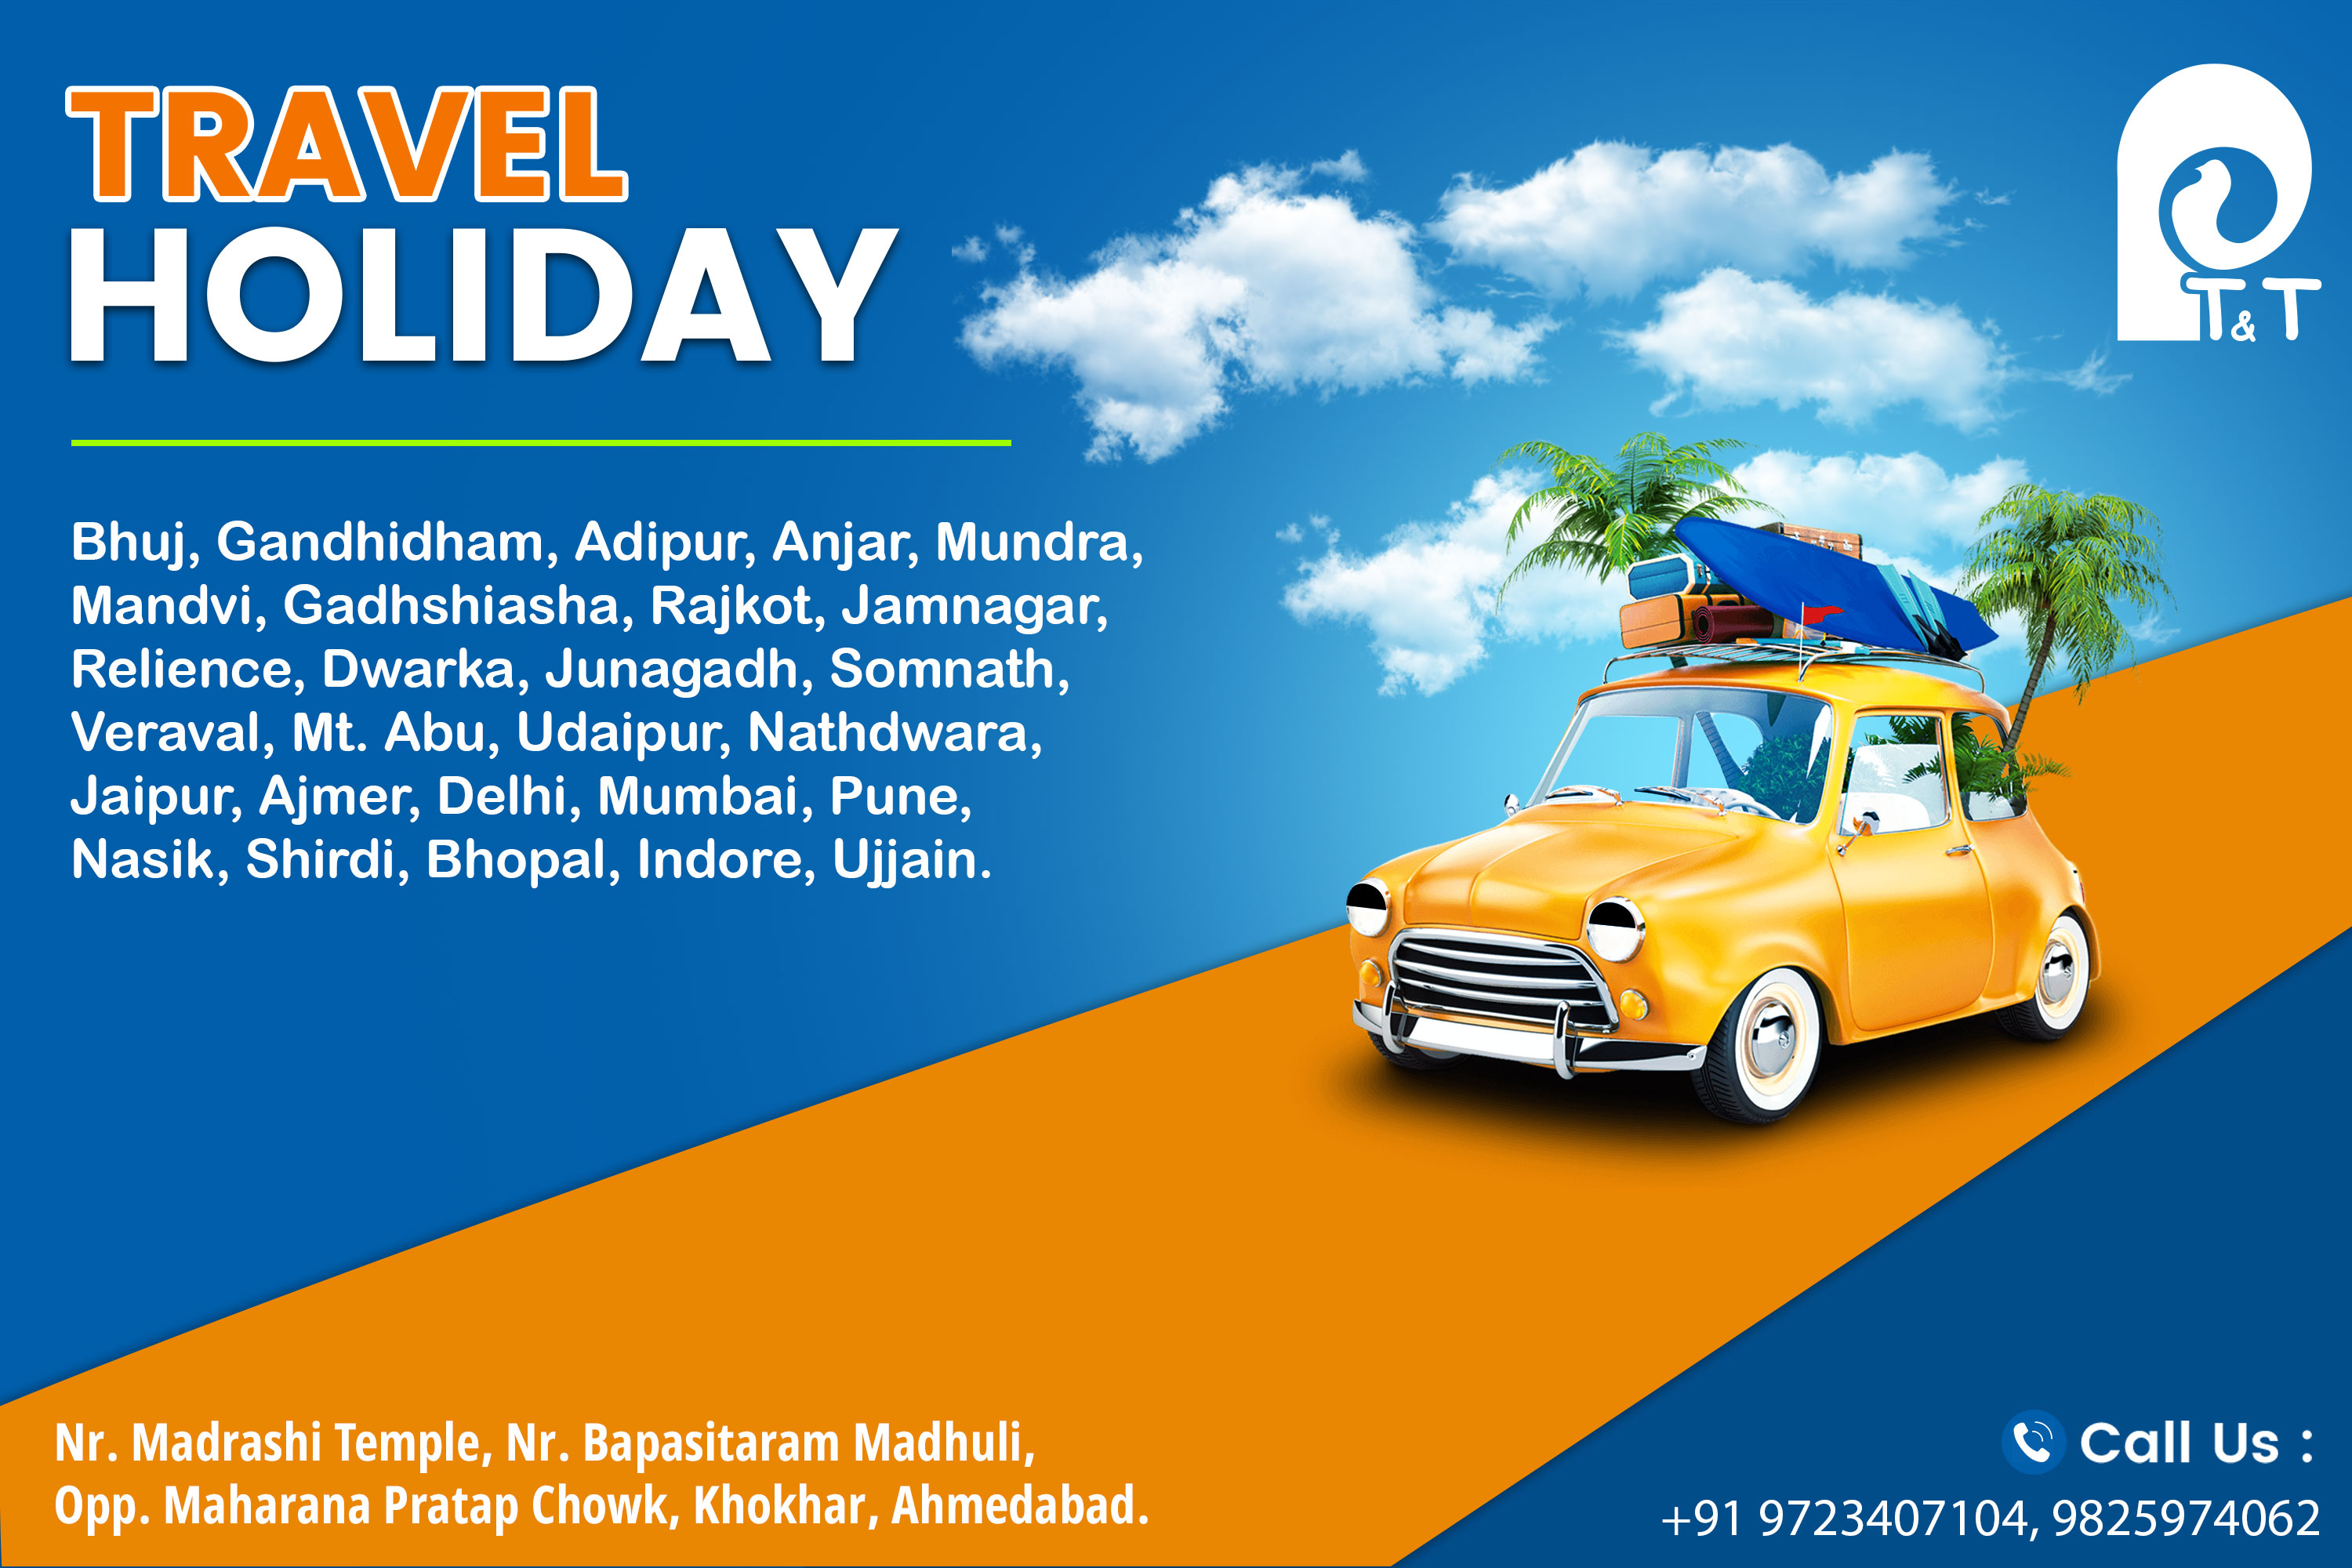 TRAVEL
HOLIDAY
T&T
Bhuj, Gandhidham, Adipur, Anjar, Mundra,
Mandvi, Gadhshiasha, Rajkot, Jamnagar,
Relience, Dwarka, Junagadh, Somnath,
Veraval, Mt. Abu, Udaipur, Nathdwara,
Jaipur, Ajmer, Delhi, Mumbai, Pune,
Nasik, Shirdi, Bhopal, Indore, Ujjain.
Nr. Madrashi Temple, Nr. Bapasitaram Madhuli,
Opp. Maharana Pratap Chowk, Khokhar, Ahmedabad.
Call Us :
+91 9723407104, 9825974062